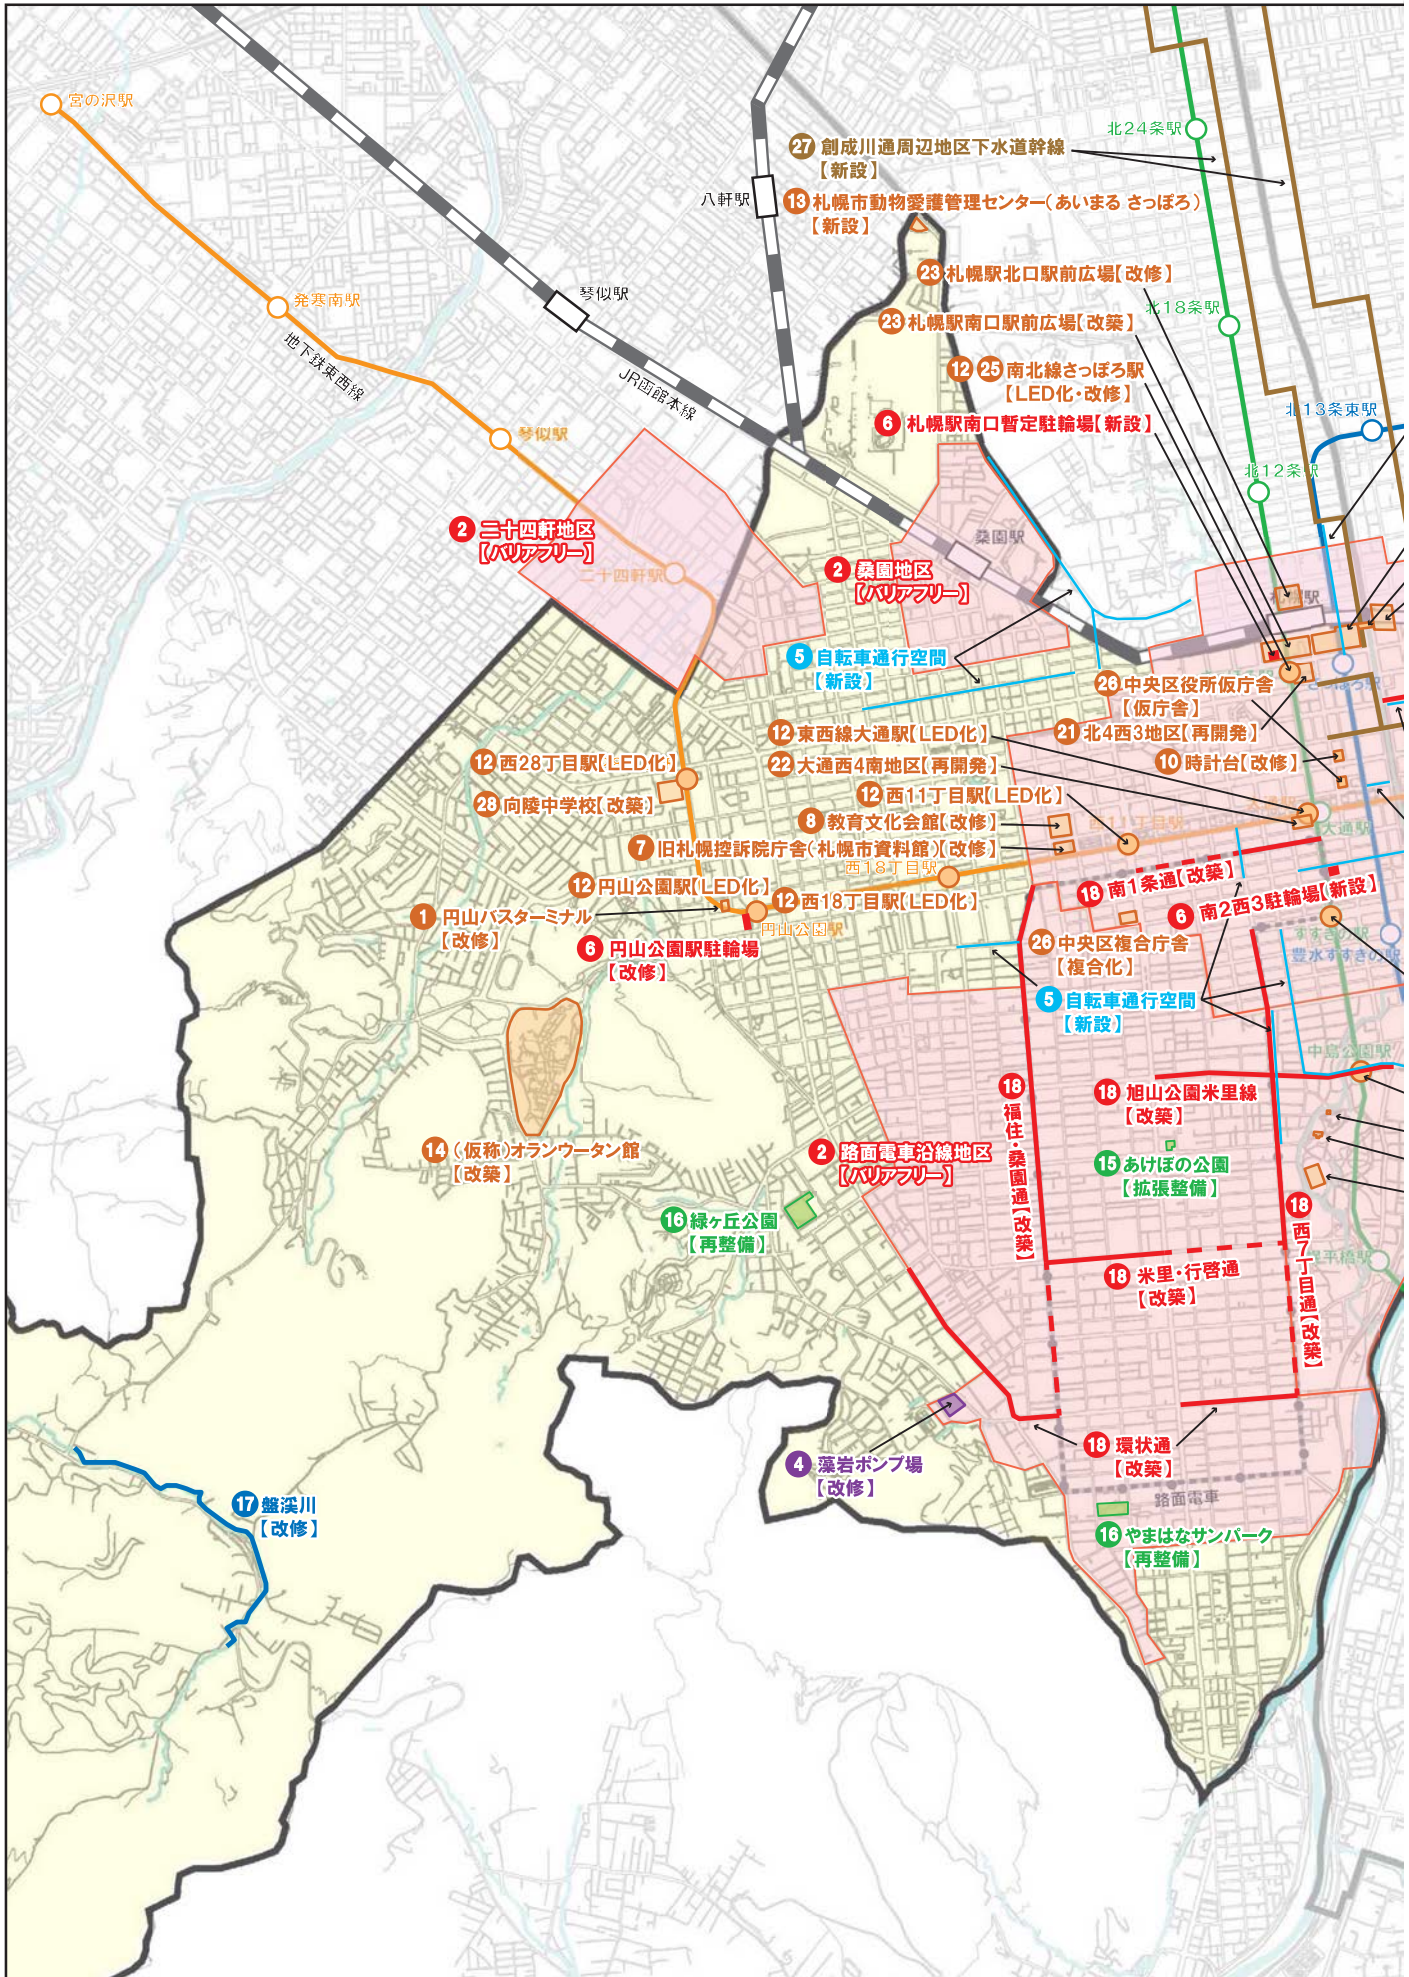 宮の沢駅
北24条駅
27 創成川通周辺地区下水道幹線
【新設】
八軒駅
13 札幌市動物愛護管理センター(あいまる さっぽろ)
【新設】
23 札幌駅北口駅前広場【改修】
琴似駅
発寒南駅
北18条駅
23 札幌駅南口駅前広場【改築】
地下鉄東西線
JR函館本線
12 25 南北線さっぽろ駅
【LED化・改修】
北13条東駅
6 札幌駅南口暫定駐輪場【新設】
琴似駅
北12条駅
2 二十四軒地区
【バリアフリー】
桑園駅
二十四軒駅
2 桑園地区
【バリアフリー】
札幌駅
5 自転車通行空間
【新設】
26 中央区役所仮庁舎
【仮庁舎】
さっぽろ駅
12 東西線大通駅【LED化】
21 北4西3地区【再開発】
12 西28丁目駅【LED化】
22 大通西4南地区【再開発】
10 時計台【改修】
28 向陵中学校【改築】
12 西11丁目駅【LED化】
8 教育文化会館【改修】
西11丁目駅
大通駅
7 旧札幌控訴院庁舎(札幌市資料館)【改修】
西18丁目駅
12 円山公園駅【LED化】
12 西18丁目駅【LED化】
18 南1条通【改築】
6 南2西3駐輪場【新設】
1 円山バスターミナル
【改修】
円山公園駅
6 円山公園駅駐輪場
【改修】
26 中央区複合庁舎
【複合化】
すすきの駅
豊水すすきの駅
5 自転車通行空間
【新設】
中島公園駅
18 福住・桑園通【改築】
18 旭山公園米里線
【改築】
14 (仮称)オランウータン館
【改築】
2 路面電車沿線地区
【バリアフリー】
15 あけぼの公園
【拡張整備】
16 緑ヶ丘公園
【再整備】
18 西7丁目通【改築】
18 米里・行啓通
【改築】
幌平橋駅
18 環状通
【改築】
4 藻岩ポンプ場
【改修】
路面電車
17 盤渓川
【改修】
16 やまはなサンパーク
【再整備】